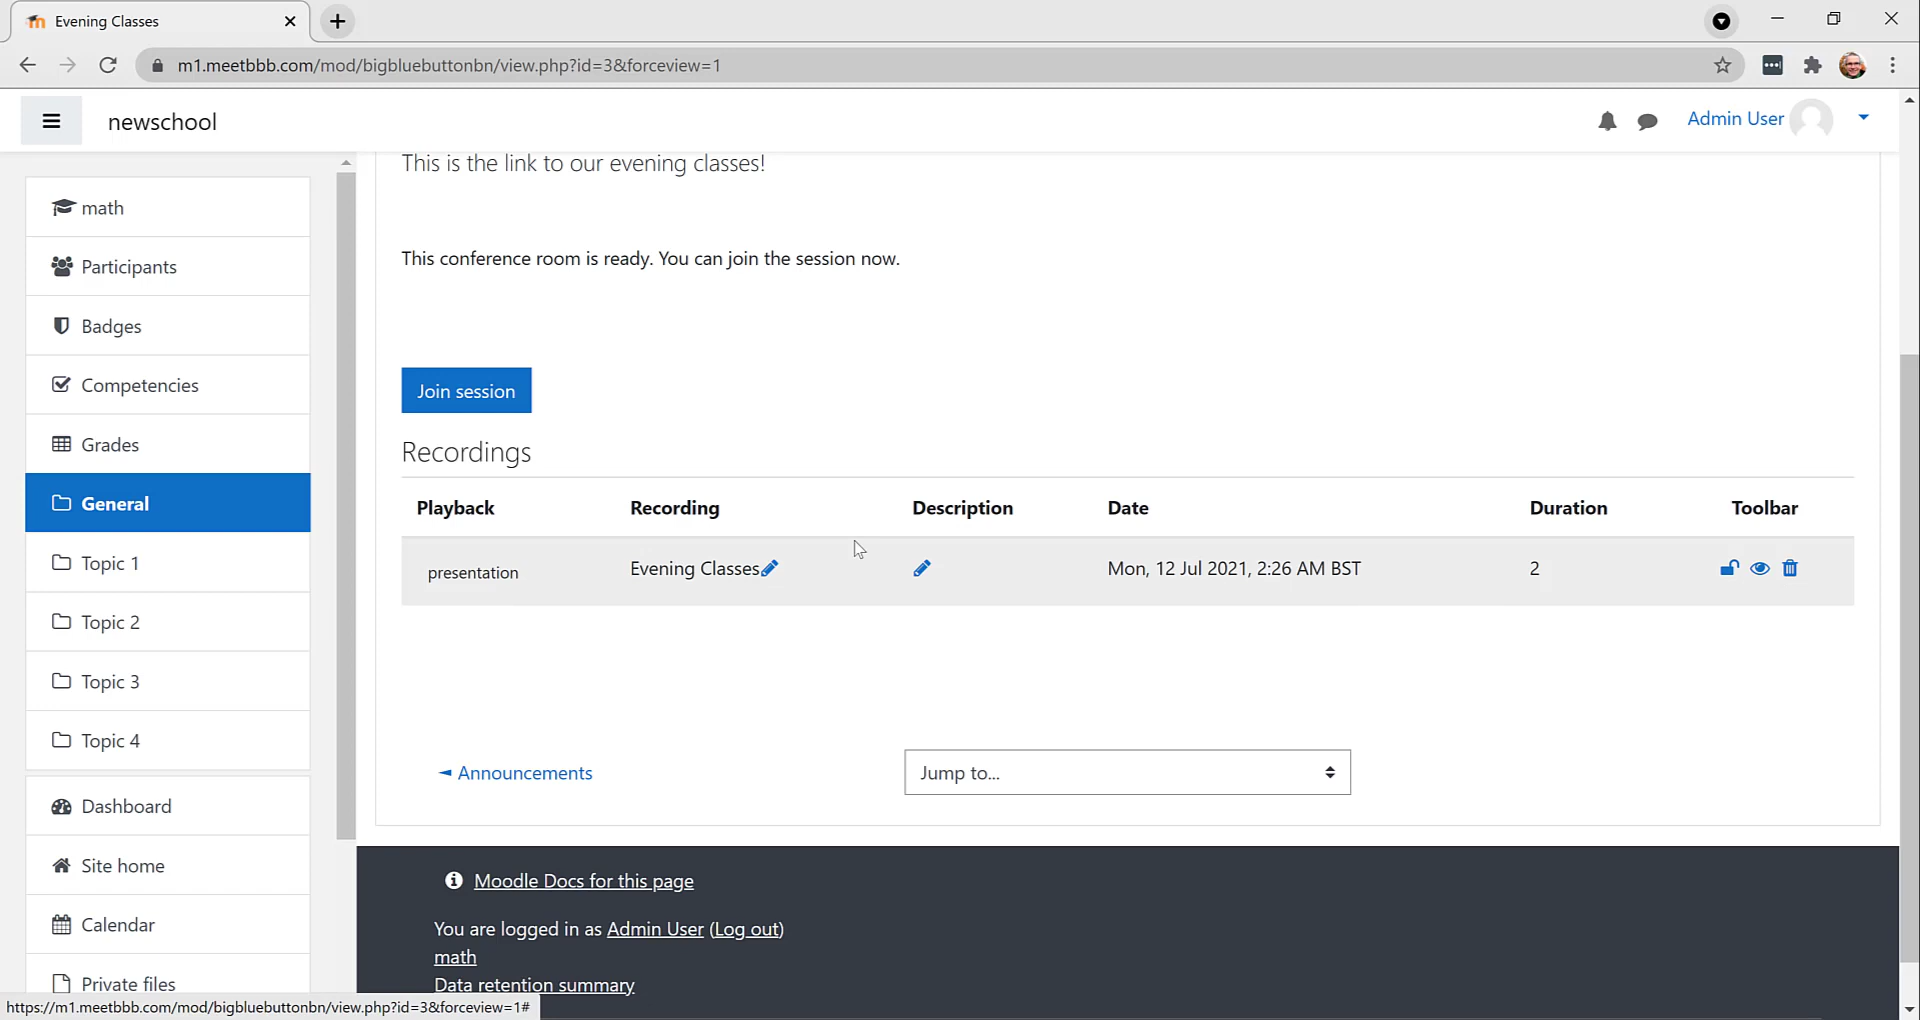 Evening Classes
m1.meetbbb.com/mod/bigbluebuttonbn/view.php?id=3&forceview=1
newschool
Admin User
math
Participants
Badges
Competencies
Grades
General
Topic 1
Topic 2
Topic 3
Topic 4
Dashboard
Site home
Calendar
Private files
This is the link to our evening classes!
This conference room is ready. You can join the session now.
Join session
Recordings
Playback Recording Description Date Duration Toolbar
presentation Evening Classes Mon, 12 Jul 2021, 2:26 AM BST 2
◄ Announcements
Jump to...
Moodle Docs for this page
You are logged in as Admin User (Log out)
math
Data retention summary
https://m1.meetbbb.com/mod/bigbluebuttonbn/view.php?id=3&forceview=1#